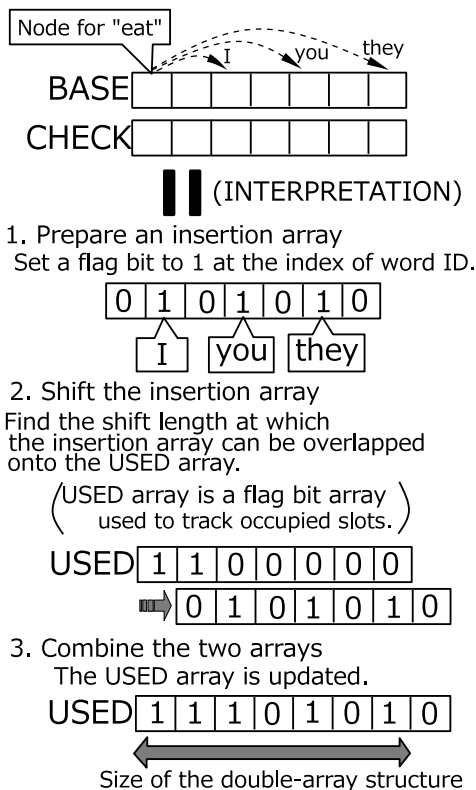 Node for "eat"
I
you
they
BASE
CHECK
(INTERPRETATION)
1. Prepare an insertion array
Set a flag bit to 1 at the index of word ID.
0 1 0 1 0 1 0
I you they
2. Shift the insertion array
Find the shift length at which
the insertion array can be overlapped
onto the USED array.
(USED array is a flag bit array
used to track occupied slots.)
USED 1 1 0 0 0 0 0
0 1 0 1 0 1 0
3. Combine the two arrays
The USED array is updated.
USED 1 1 1 0 1 0 1 0
Size of the double-array structure